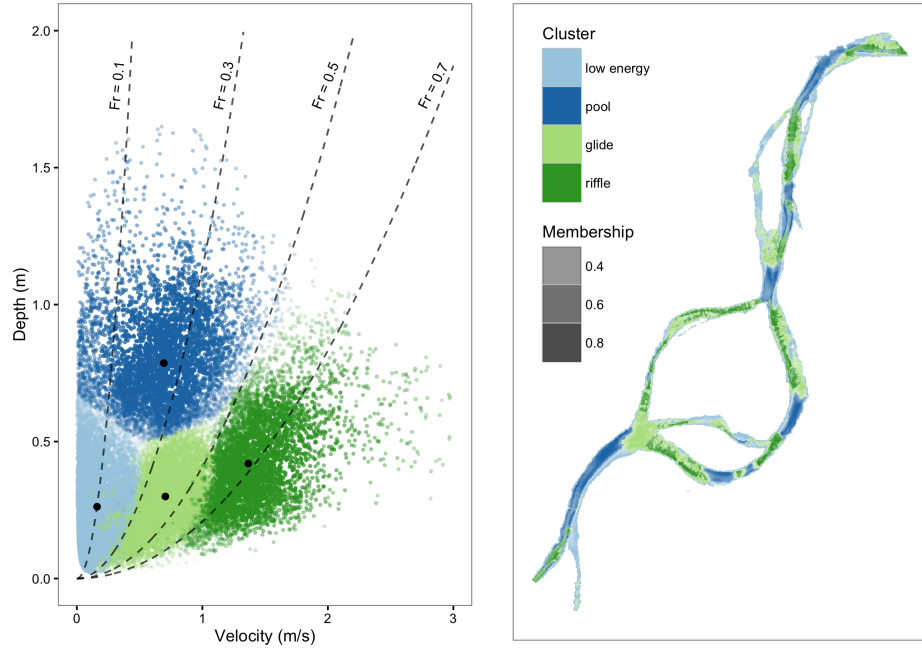 Fr = 0.1
Fr = 0.3
Fr = 0.5
Fr = 0.7
2.0
1.5
1.0
0.5
0.0
Depth (m)
0
1
2
3
Velocity (m/s)
Cluster
low energy
pool
glide
riffle
Membership
0.4
0.6
0.8